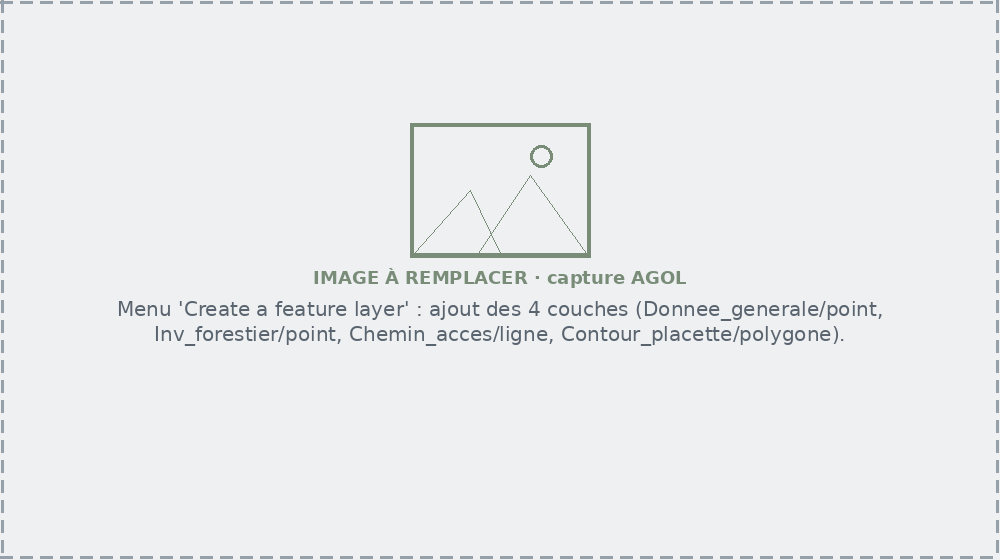 IMAGE À REMPLACER · capture AGOL
Menu 'Create a feature layer' : ajout des 4 couches (Donnee_generale/point,
Inv_forestier/point, Chemin_acces/ligne, Contour_placette/polygone).